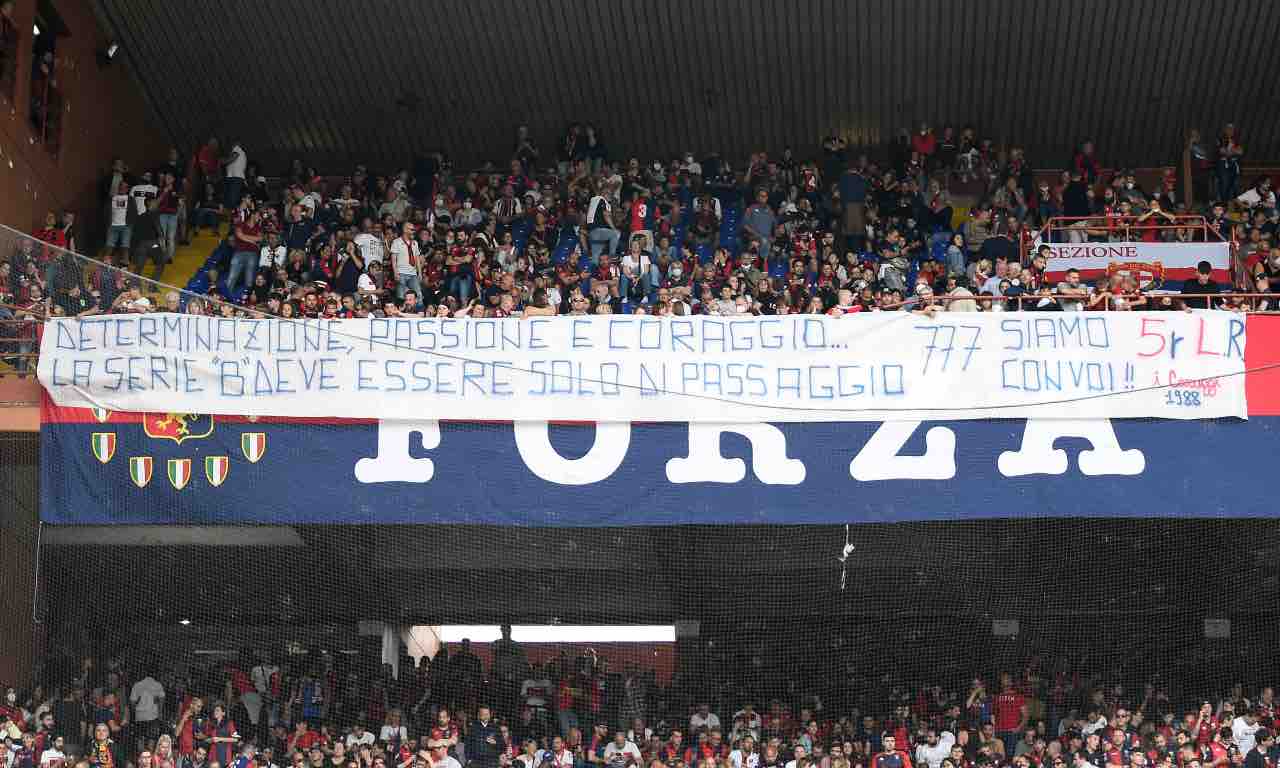 SEZIONE
DETERMINAZIONE, PASSIONE E CORAGGIO... 777 SIAMO 5r L.R
LA SERIE "B" DEVE ESSERE SOLO DI PASSAGGIO CON VOI!!
1988
FORZA